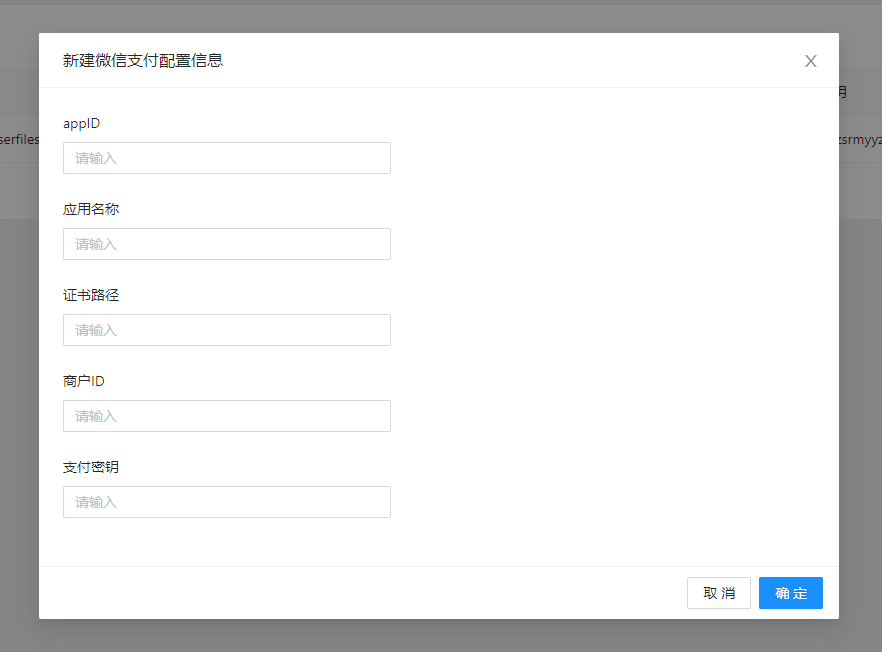 新建微信支付配置信息
appID
请输入
应用名称
请输入
证书路径
请输入
商户ID
请输入
支付密钥
请输入
取 消
确 定